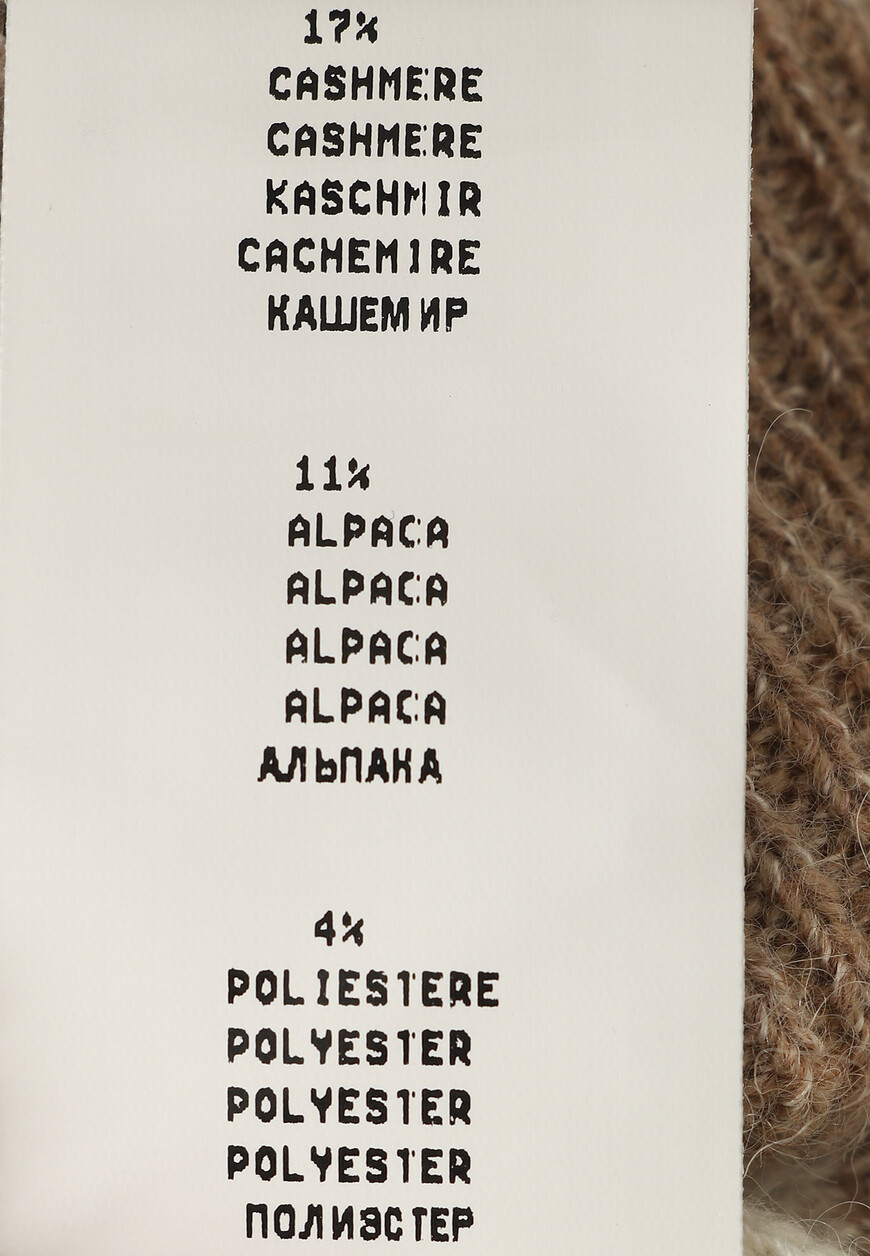 17%
CASHMERE
CASHMERE
KASCHMIR
CACHEMIRE
КАШЕМИР
11%
ALPACA
ALPACA
ALPACA
ALPACA
АЛЬПАКА
4%
POLIESTERE
POLYESTER
POLYESTER
POLYESTER
ПОЛИЭСТЕР